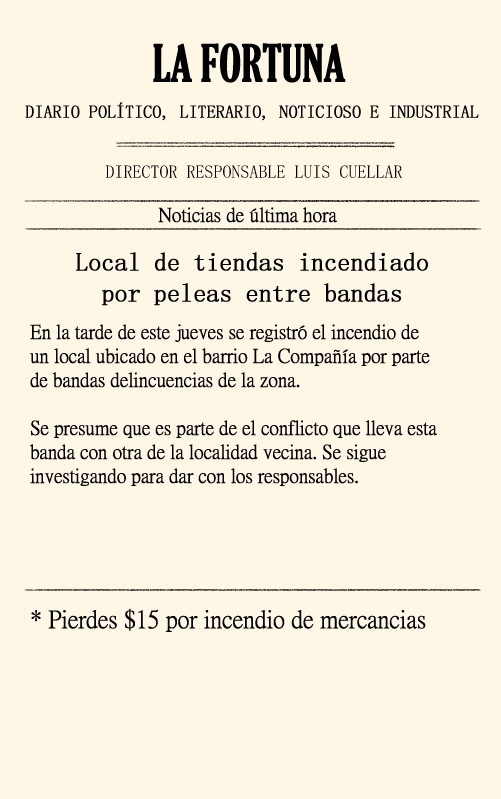 LA FORTUNA
DIARIO POLÍTICO, LITERARIO, NOTICIOSO E INDUSTRIAL
DIRECTOR RESPONSABLE LUIS CUELLAR
Noticias de última hora
Local de tiendas incendiado
por peleas entre bandas
En la tarde de este jueves se registró el incendio de
un local ubicado en el barrio La Compañía por parte
de bandas delincuencias de la zona.
Se presume que es parte de el conflicto que lleva esta
banda con otra de la localidad vecina. Se sigue
investigando para dar con los responsables.
* Pierdes $15 por incendio de mercancias